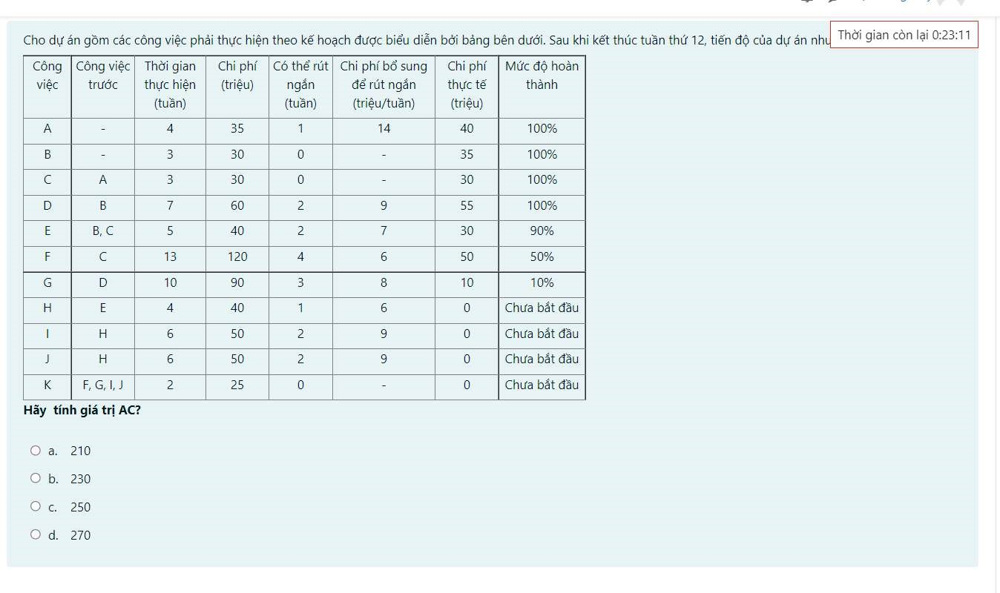 Cho dự án gồm các công việc phải thực hiện theo kế hoạch được biểu diễn bởi bảng bên dưới. Sau khi kết thúc tuần thứ 12, tiến độ của dự án như
Thời gian còn lại 0:23:11
Công việc | Công việc trước | Thời gian thực hiện (tuần) | Chi phí (triệu) | Có thể rút ngắn (tuần) | Chi phí bổ sung để rút ngắn (triệu/tuần) | Chi phí thực tế (triệu) | Mức độ hoàn thành
A - 4 35 1 14 40 100%
B - 3 30 0 - 35 100%
C A 3 30 0 - 30 100%
D B 7 60 2 9 55 100%
E B, C 5 40 2 7 30 90%
F C 13 120 4 6 50 50%
G D 10 90 3 8 10 10%
H E 4 40 1 6 0 Chưa bắt đầu
I H 6 50 2 9 0 Chưa bắt đầu
J H 6 50 2 9 0 Chưa bắt đầu
K F, G, I, J 2 25 0 - 0 Chưa bắt đầu
Hãy tính giá trị AC?
a. 210
b. 230
c. 250
d. 270